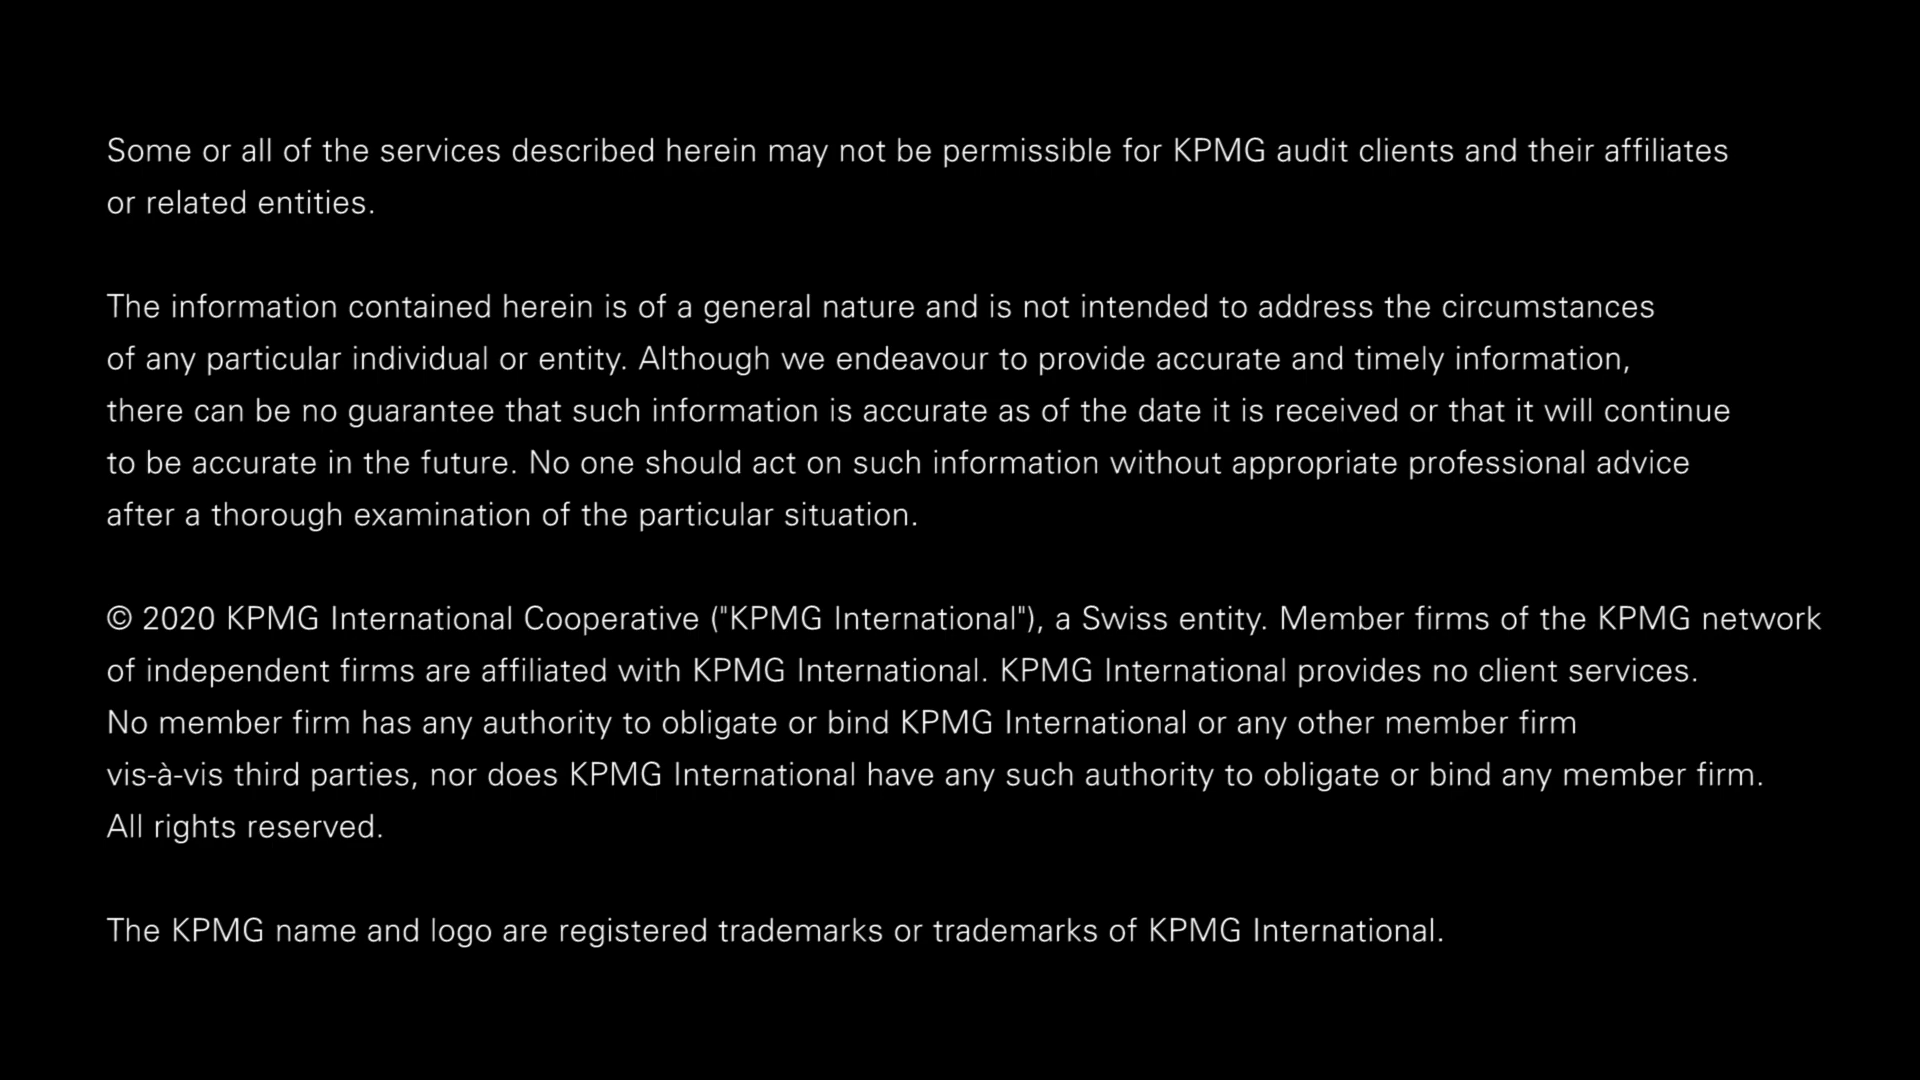 Some or all of the services described herein may not be permissible for KPMG audit clients and their affiliates
or related entities.
The information contained herein is of a general nature and is not intended to address the circumstances
of any particular individual or entity. Although we endeavour to provide accurate and timely information,
there can be no guarantee that such information is accurate as of the date it is received or that it will continue
to be accurate in the future. No one should act on such information without appropriate professional advice
after a thorough examination of the particular situation.
© 2020 KPMG International Cooperative ("KPMG International"), a Swiss entity. Member firms of the KPMG network
of independent firms are affiliated with KPMG International. KPMG International provides no client services.
No member firm has any authority to obligate or bind KPMG International or any other member firm
vis-à-vis third parties, nor does KPMG International have any such authority to obligate or bind any member firm.
All rights reserved.
The KPMG name and logo are registered trademarks or trademarks of KPMG International.